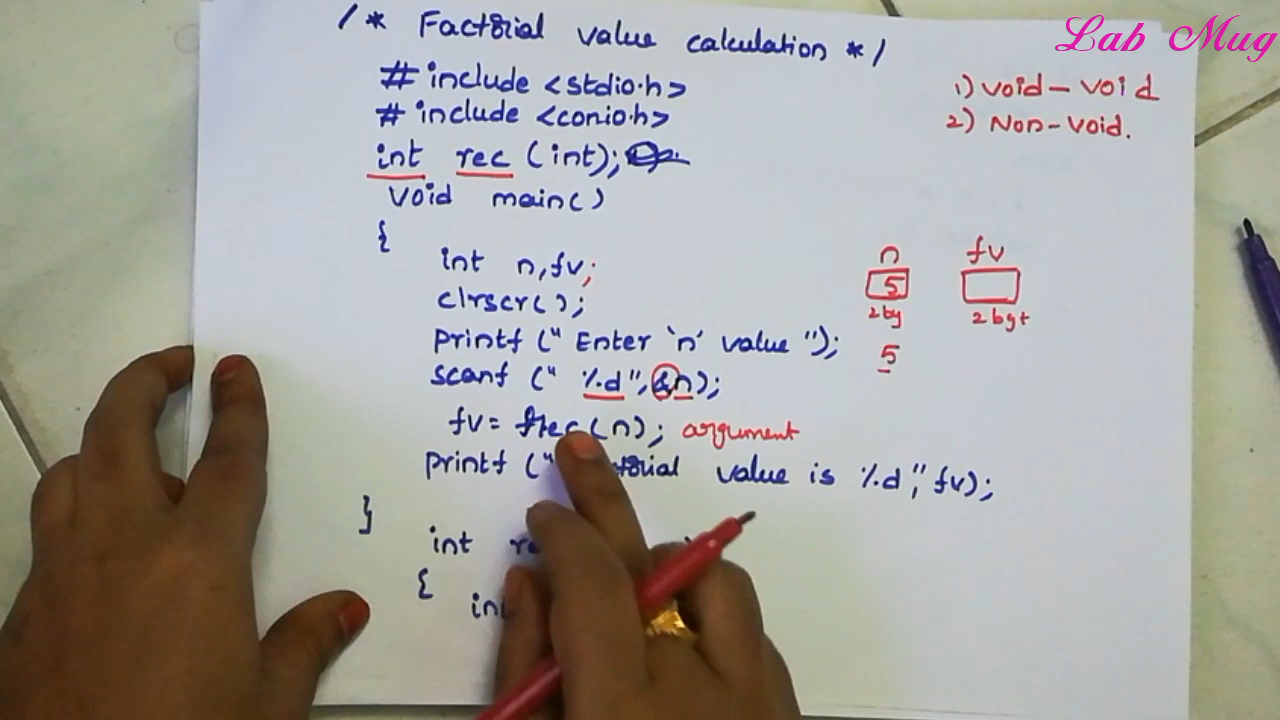 Lab Mug
/* Factorial value calculation */
# include <stdio.h>
# include <conio.h>
int rec (int);
void main()
{
int n,fv;
clrscr();
printf (" Enter 'n' value ");
scanf (" %d", &n);
fv= rec(n); argument
printf (" value is %d", fv);
}
int
{
1) void - void
2) Non-void.
n fv
5
2by 2byt
5